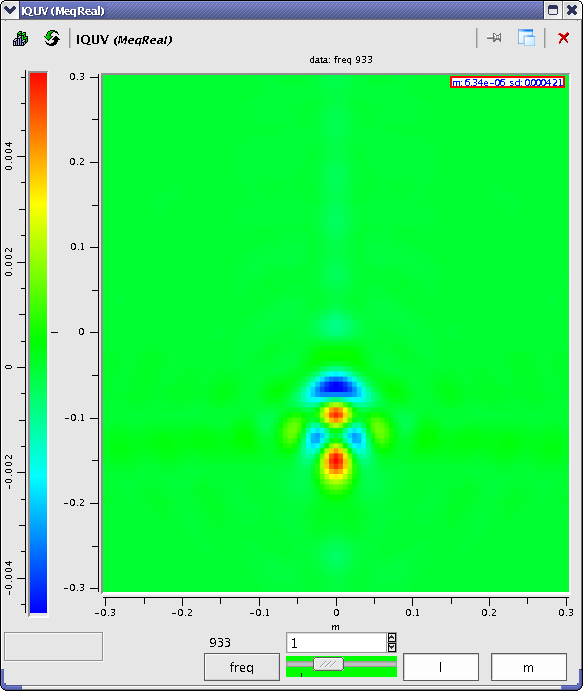 IQUV (MeqReal)
IQUV (MeqReal)
data: freq 933
m: 6.34e-06 sd: 0.000421
0.004
0.002
0
-0.002
-0.004
0.3
0.2
0.1
0
-0.1
-0.2
-0.3
-0.3
-0.2
-0.1
0
0.1
0.2
0.3
m
933
1
freq
l
m